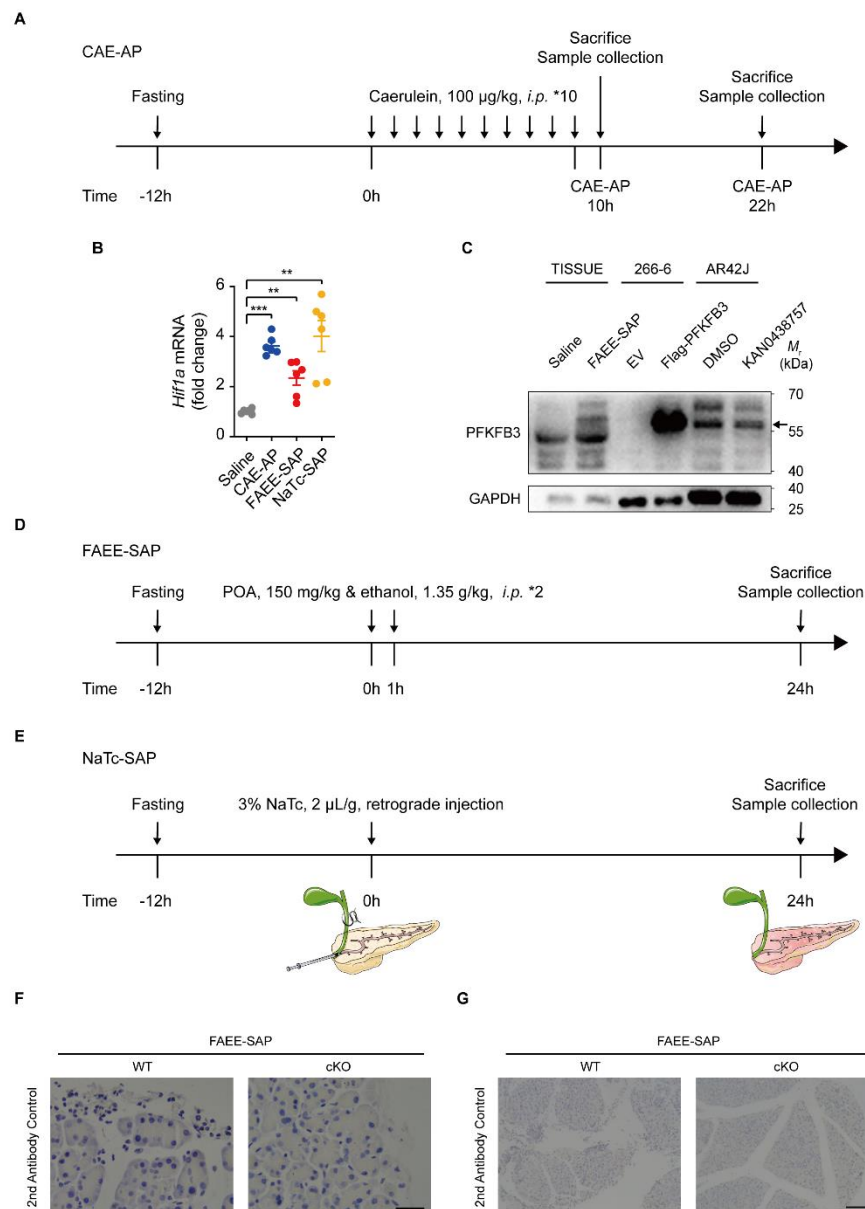 A
CAE-AP
Sacrifice
Sample collection
Sacrifice
Sample collection
Fasting
Caerulein, 100 µg/kg, i.p. *10
Time
-12h
0h
CAE-AP
10h
CAE-AP
22h
B
**
**
***
6
4
2
0
Hif1a mRNA
(fold change)
Saline
CAE-AP
FAEE-SAP
NaTc-SAP
C
TISSUE
266-6
AR42J
Saline
FAEE-SAP
EV
Flag-PFKFB3
DMSO
KAN0438757
Mr
(kDa)
PFKFB3
70
55
40
GAPDH
40
25
D
FAEE-SAP
Fasting
POA, 150 mg/kg & ethanol, 1.35 g/kg, i.p. *2
Sacrifice
Sample collection
Time
-12h
0h
1h
24h
E
NaTc-SAP
Fasting
3% NaTc, 2 µL/g, retrograde injection
Sacrifice
Sample collection
Time
-12h
0h
24h
F
FAEE-SAP
WT
cKO
2nd Antibody Control
G
FAEE-SAP
WT
cKO
2nd Antibody Control